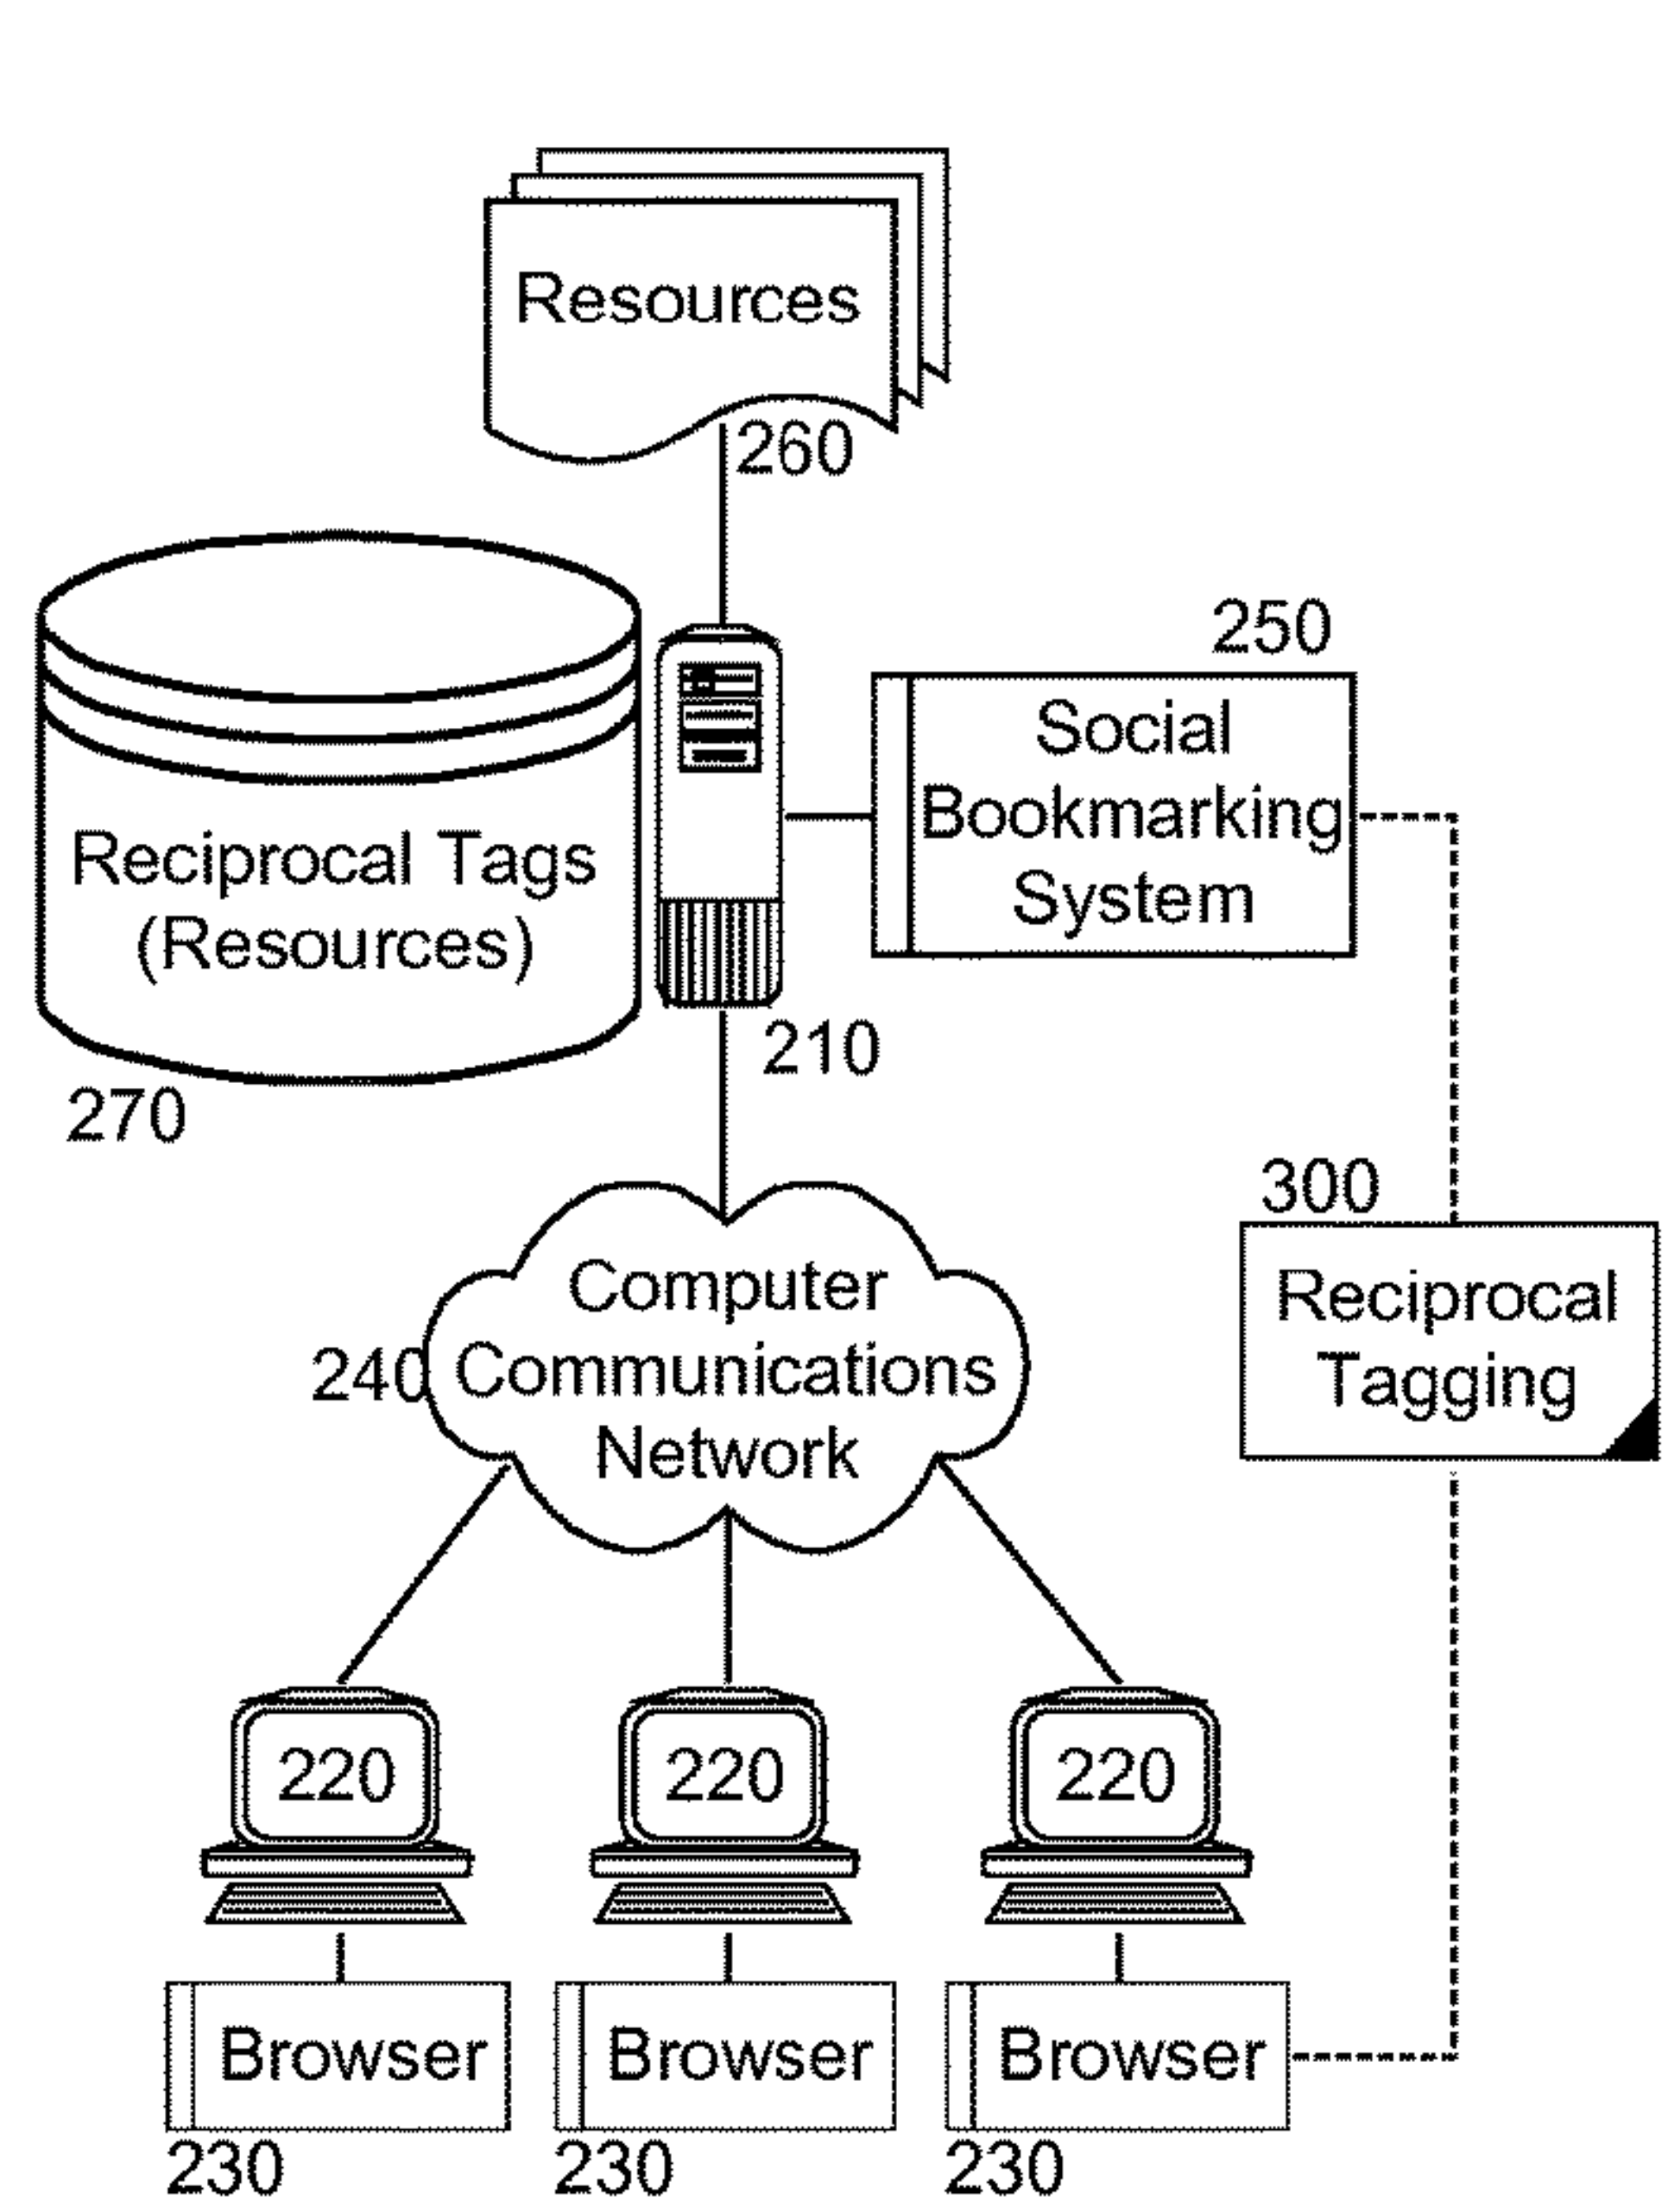 Resources
260
250
Social
Bookmarking
System
Reciprocal Tags
(Resources)
210
270
300
Reciprocal
Tagging
Computer
240 Communications
Network
220 220 220
Browser Browser Browser
230 230 230